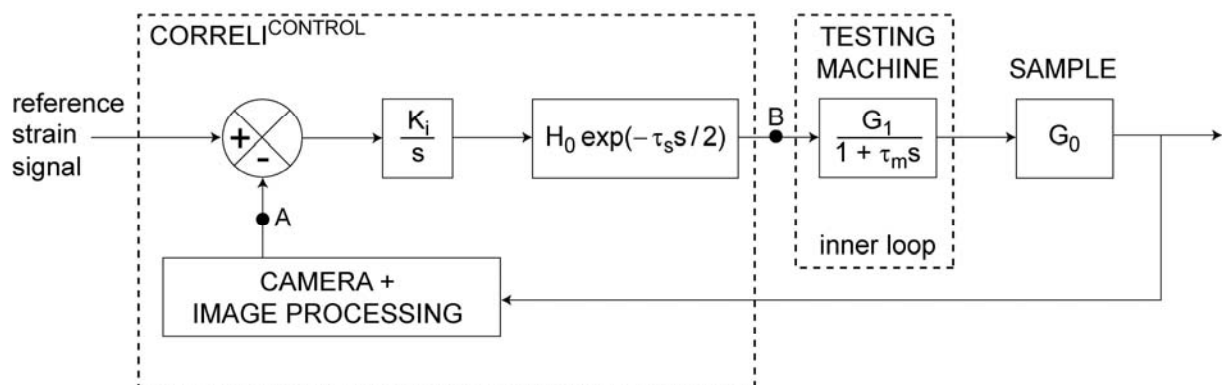 CORRELI^CONTROL
TESTING
MACHINE
SAMPLE
reference
strain
signal
+
-
K_i
s
H_0 exp(−τ_s s / 2)
B
G_1
1 + τ_m s
G_0
A
inner loop
CAMERA +
IMAGE PROCESSING